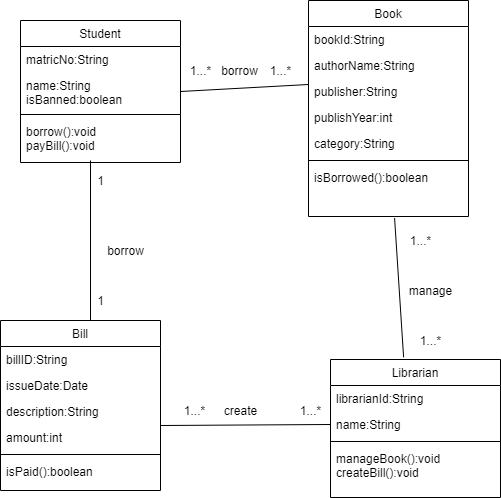 Student
matricNo:String
name:String
isBanned:boolean
borrow():void
payBill():void
1...*
borrow
1...*
Book
bookId:String
authorName:String
publisher:String
publishYear:int
category:String
isBorrowed():boolean
1
borrow
1
1...*
manage
1...*
Bill
billID:String
issueDate:Date
description:String
amount:int
isPaid():boolean
1...*
create
1...*
Librarian
librarianId:String
name:String
manageBook():void
createBill():void